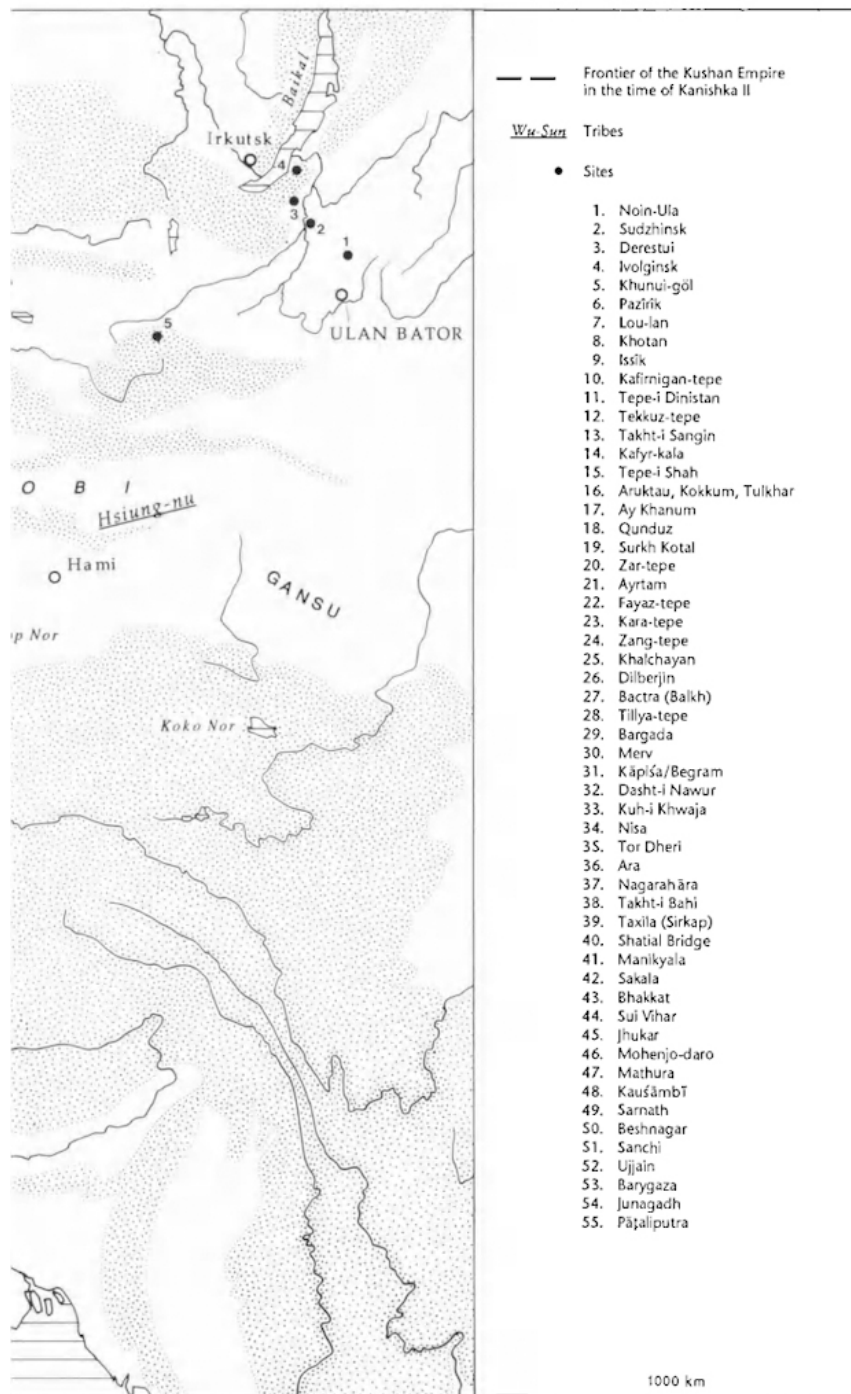 Baikal
Irkutsk
4
3
2
1
ULAN BATOR
5
O B I
Hsiung-nu
Hami
GANSU
op Nor
Koko Nor
Frontier of the Kushan Empire
in the time of Kanishka II
Wu-Sun Tribes
Sites
1. Noin-Ula
2. Sudzhinsk
3. Derestui
4. Ivolginsk
5. Khunui-göl
6. Pazîrik
7. Lou-lan
8. Khotan
9. Issîk
10. Kafirnigan-tepe
11. Tepe-i Dinistan
12. Tekkuz-tepe
13. Takht-i Sangin
14. Kafyr-kala
15. Tepe-i Shah
16. Aruktau, Kokkum, Tulkhar
17. Ay Khanum
18. Qunduz
19. Surkh Kotal
20. Zar-tepe
21. Ayrtam
22. Fayaz-tepe
23. Kara-tepe
24. Zang-tepe
25. Khalchayan
26. Dilberjin
27. Bactra (Balkh)
28. Tillya-tepe
29. Bargada
30. Merv
31. Kāpiśa/Begram
32. Dasht-i Nawur
33. Kuh-i Khwaja
34. Nisa
35. Tor Dheri
36. Ara
37. Nagarahāra
38. Takht-i Bahi
39. Taxila (Sirkap)
40. Shatial Bridge
41. Manikyala
42. Sakala
43. Bhakkat
44. Sui Vihar
45. Jhukar
46. Mohenjo-daro
47. Mathura
48. Kauśāmbī
49. Sarnath
50. Beshnagar
51. Sanchi
52. Ujjain
53. Barygaza
54. Junagadh
55. Pāṭaliputra
1000 km